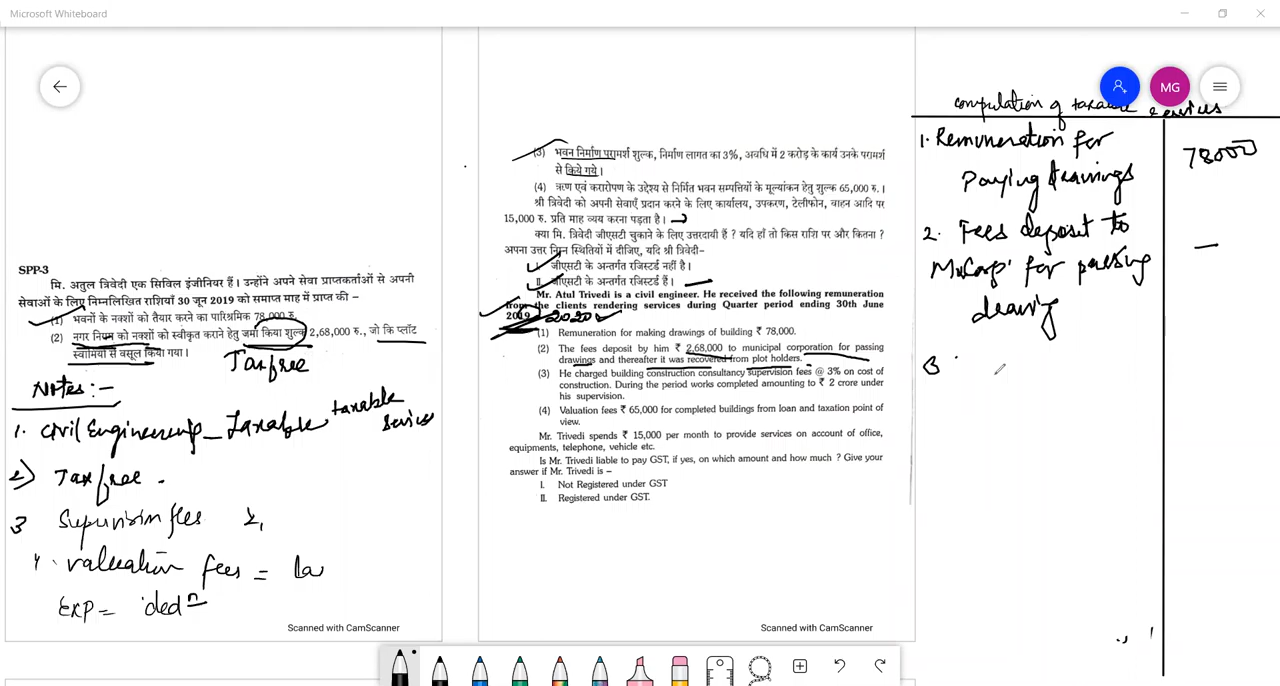 Microsoft Whiteboard
MG
SPP-3
मि. अतुल त्रिवेदी एक सिविल इंजीनियर हैं। उन्होंने अपने सेवा प्राप्तकर्ताओं से अपनी
सेवाओं के लिए निम्नलिखित राशियाँ 30 जून 2019 को समाप्त माह में प्राप्त की –
(1) भवनों के नक्शों को तैयार करने का पारिश्रमिक 78,000 रु.
(2) नगर निगम को नक्शों को स्वीकृत कराने हेतु जमा किया शुल्क 2,68,000 रु., जो कि प्लॉट
स्वामियों से वसूल किया गया।
Taxfree
Notes :-
1. Civil Engineership - Taxable taxable
Services
2) Taxfree.
3 Supervision fees
4. valuation fees =
Exp = dedn
Scanned with CamScanner
(3) भवन निर्माण परामर्श शुल्क, निर्माण लागत का 3%, अवधि में 2 करोड़ के कार्य उनके परामर्श
से किये गये।
(4) ऋण एवं करारोपण के उद्देश्य से निर्मित भवन सम्पत्तियों के मूल्यांकन हेतु शुल्क 65,000 रु.।
श्री त्रिवेदी को अपनी सेवाएँ प्रदान करने के लिए कार्यालय, उपकरण, टेलीफोन, वाहन आदि पर
15,000 रु. प्रति माह व्यय करना पड़ता है।
क्या मि. त्रिवेदी जीएसटी चुकाने के लिए उत्तरदायी हैं ? यदि हाँ तो किस राशि पर और कितना ?
अपना उत्तर निम्न स्थितियों में दीजिए, यदि श्री त्रिवेदी–
I. जीएसटी के अन्तर्गत रजिस्टर्ड नहीं है।
II. जीएसटी के अन्तर्गत रजिस्टर्ड हैं।
Mr. Atul Trivedi is a civil engineer. He received the following remuneration
from the clients rendering services during Quarter period ending 30th June
2019 2020
(1) Remuneration for making drawings of building ₹ 78,000.
(2) The fees deposit by him ₹ 2,68,000 to municipal corporation for passing
drawings and thereafter it was recovered from plot holders.
(3) He charged building construction consultancy supervision fees @ 3% on cost of
construction. During the period works completed amounting to ₹ 2 crore under
his supervision.
(4) Valuation fees ₹ 65,000 for completed buildings from loan and taxation point of
view.
Mr. Trivedi spends ₹ 15,000 per month to provide services on account of office,
equipments, telephone, vehicle etc.
Is Mr. Trivedi liable to pay GST, if yes, on which amount and how much ? Give your
answer if Mr. Trivedi is –
I. Not Registered under GST
II. Registered under GST.
Scanned with CamScanner
Computation of taxable services
1. Remuneration for 78000
Paying drawings
2. Fees deposit to —
MuCorp' for passing
drawing
3.